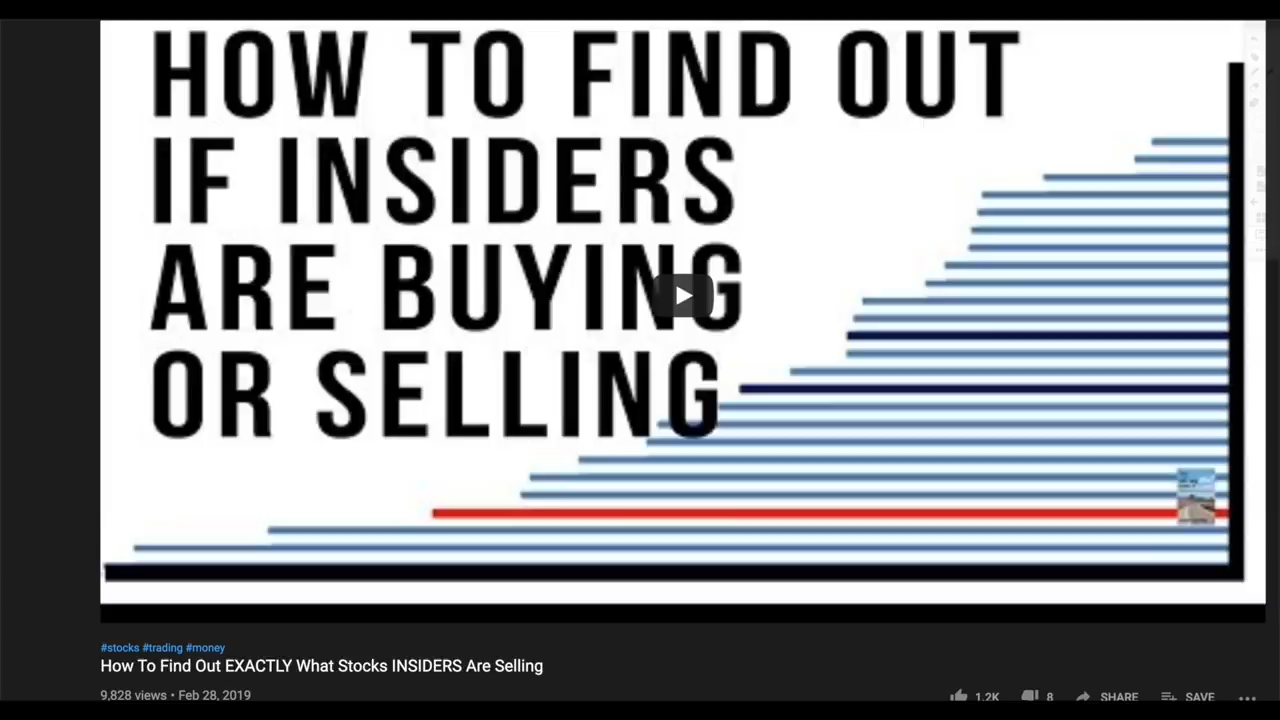 HOW TO FIND OUT
IF INSIDERS
ARE BUYING
OR SELLING
#stocks #trading #money
How To Find Out EXACTLY What Stocks INSIDERS Are Selling
9,828 views • Feb 28, 2019
1.2K
8
SHARE
SAVE